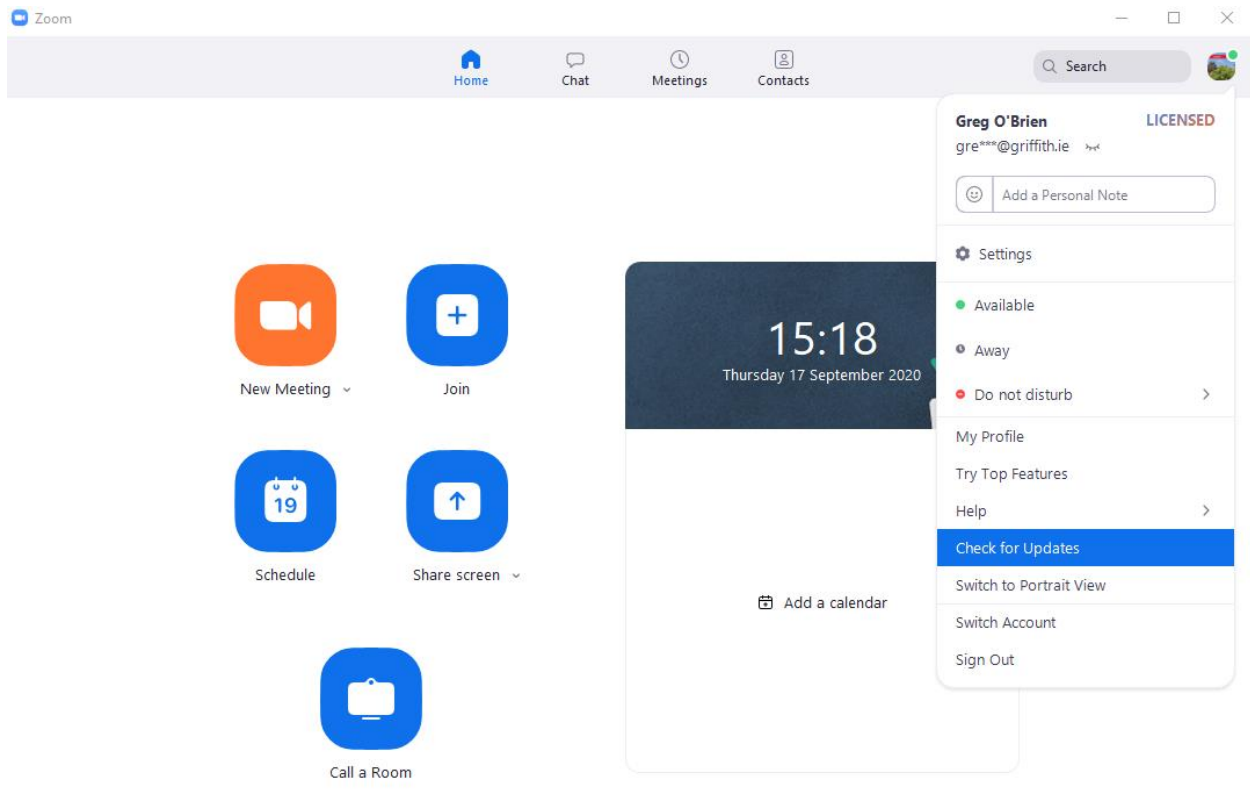 Zoom
Home
Chat
Meetings
Contacts
Search
Greg O'Brien
LICENSED
gre***@griffith.ie
Add a Personal Note
Settings
Available
Away
Do not disturb
My Profile
Try Top Features
Help
Check for Updates
Switch to Portrait View
Switch Account
Sign Out
New Meeting
Join
19
Schedule
Share screen
Call a Room
15:18
Thursday 17 September 2020
Add a calendar